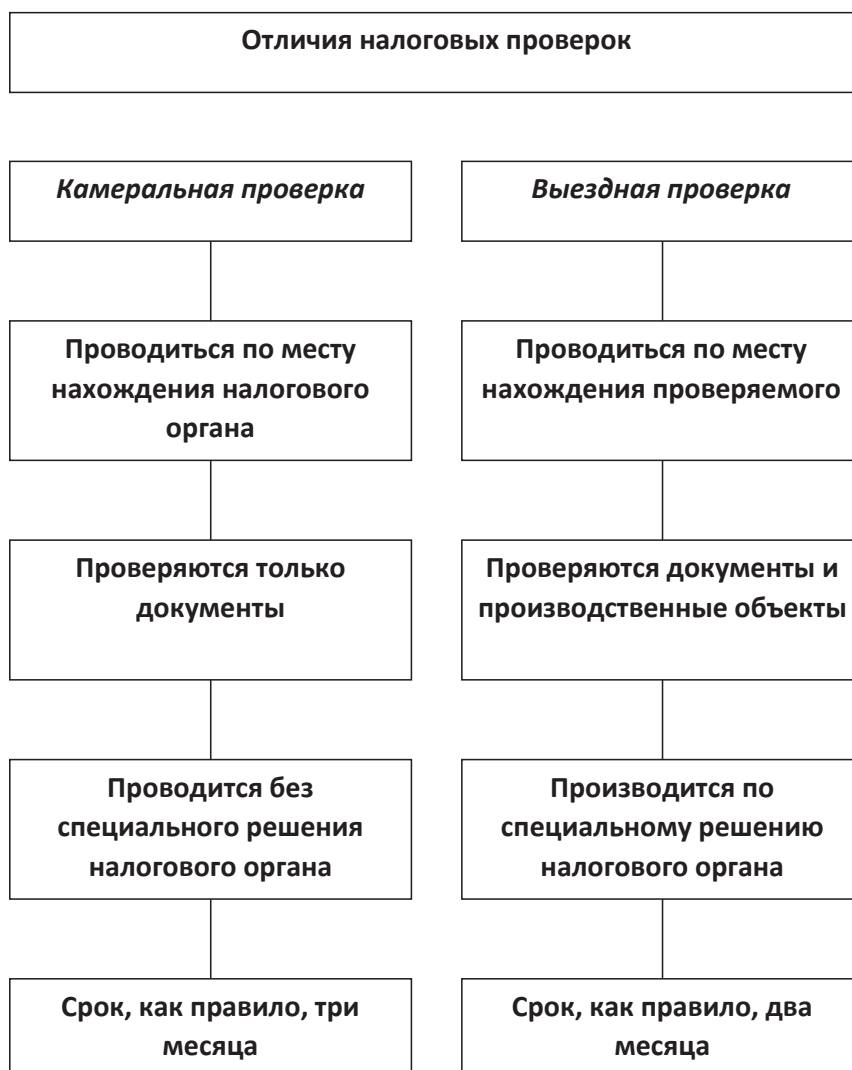 Отличия налоговых проверок
Камеральная проверка
Выездная проверка
Проводиться по месту
нахождения налогового
органа
Проводиться по месту
нахождения проверяемого
Проверяются только
документы
Проверяются документы и
производственные объекты
Проводится без
специального решения
налогового органа
Производится по
специальному решению
налогового органа
Срок, как правило, три
месяца
Срок, как правило, два
месяца